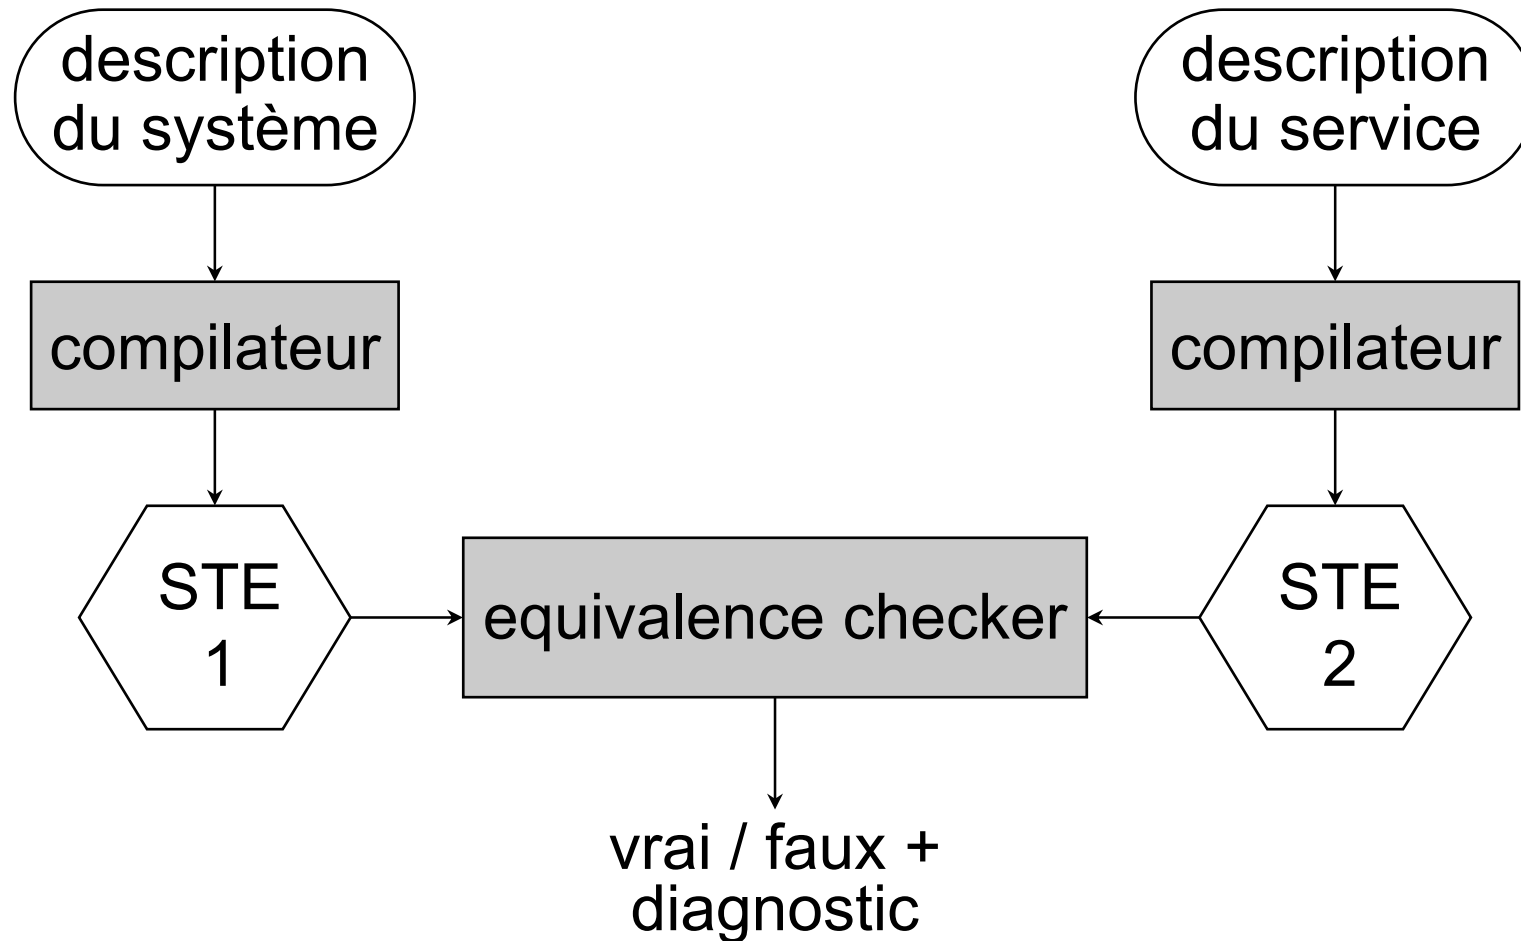 description
du système
description
du service
compilateur
compilateur
STE
1
equivalence checker
STE
2
vrai / faux +
diagnostic